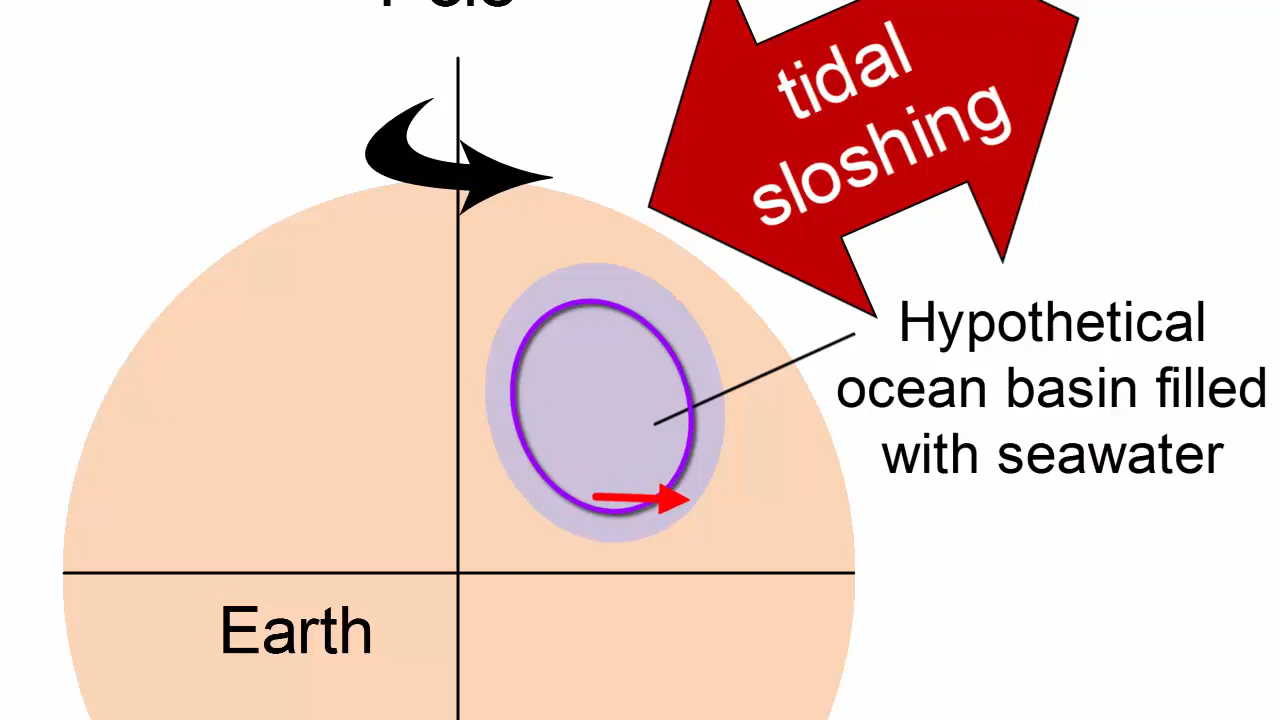 tidal
sloshing
Hypothetical
ocean basin filled
with seawater
Earth